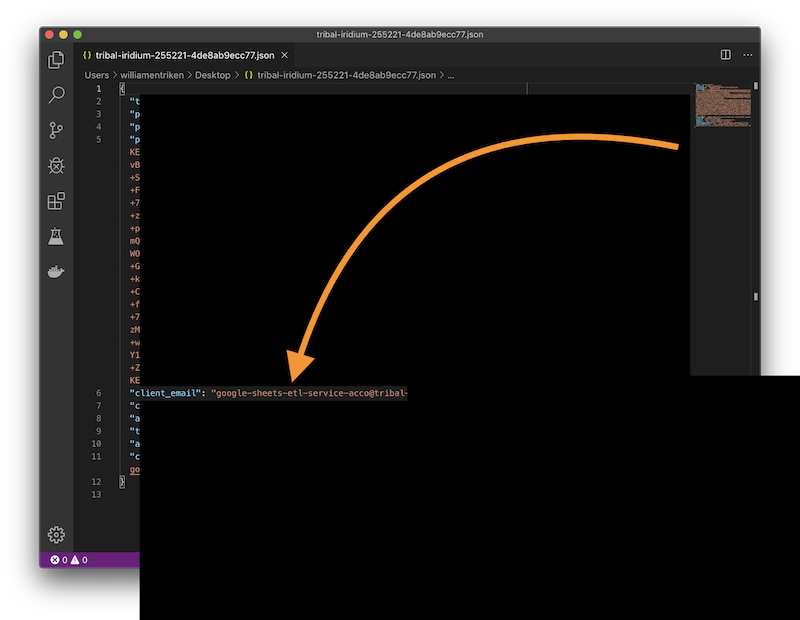 tribal-iridium-255221-4de8ab9ecc77.json
{} tribal-iridium-255221-4de8ab9ecc77.json ×
Users > williamentriken > Desktop > {} tribal-iridium-255221-4de8ab9ecc77.json > ...
1 {
2 "t
3 "p
4 "p
5 "p
KE
vB
+S
+F
+7
+z
+p
mQ
WO
+G
+k
+C
+f
+7
zM
+w
Y1
+Z
KE
6 "client_email": "google-sheets-etl-service-acco@tribal-
7 "c
8 "a
9 "t
10 "a
11 "c
go
12 }
13
0 0